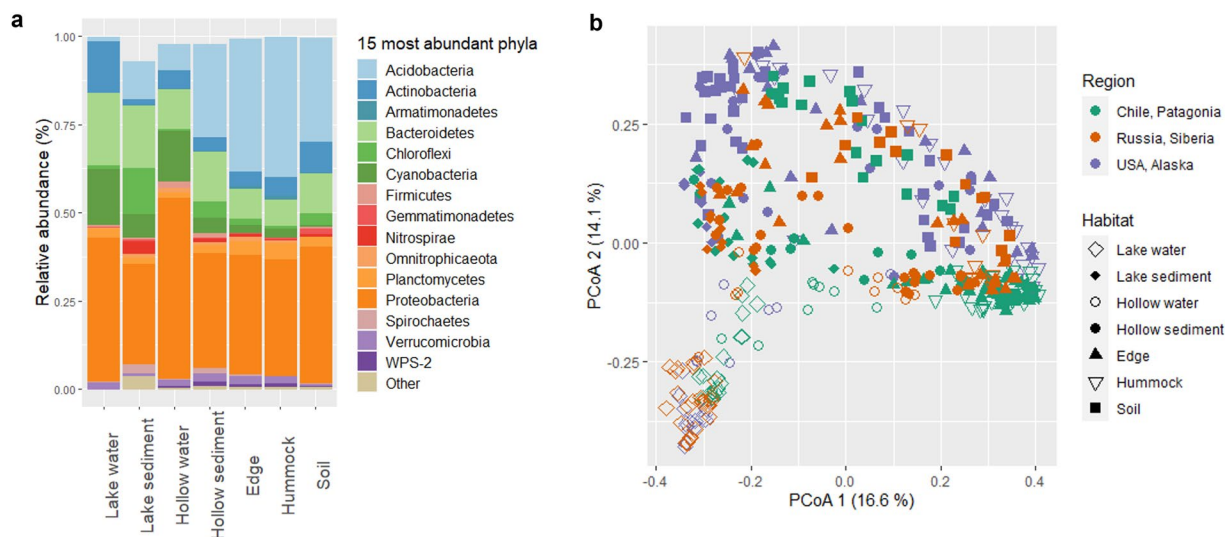 a
Relative abundance (%)
1.00
0.75
0.50
0.25
0.00
Lake water
Lake sediment
Hollow water
Hollow sediment
Edge
Hummock
Soil
15 most abundant phyla
Acidobacteria
Actinobacteria
Armatimonadetes
Bacteroidetes
Chloroflexi
Cyanobacteria
Firmicutes
Gemmatimonadetes
Nitrospirae
Omnitrophicaeota
Planctomycetes
Proteobacteria
Spirochaetes
Verrucomicrobia
WPS-2
Other
b
PCoA 2 (14.1 %)
0.25
0.00
-0.25
-0.4
-0.2
0.0
0.2
0.4
PCoA 1 (16.6 %)
Region
Chile, Patagonia
Russia, Siberia
USA, Alaska
Habitat
Lake water
Lake sediment
Hollow water
Hollow sediment
Edge
Hummock
Soil